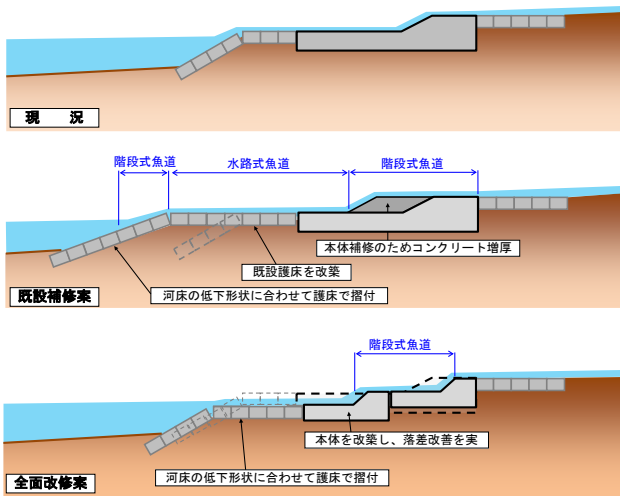 現　況
階段式魚道
水路式魚道
階段式魚道
本体補修のためコンクリート増厚
既設護床を改築
河床の低下形状に合わせて護床で摺付
既設補修案
階段式魚道
本体を改築し、落差改善を実
河床の低下形状に合わせて護床で摺付
全面改修案